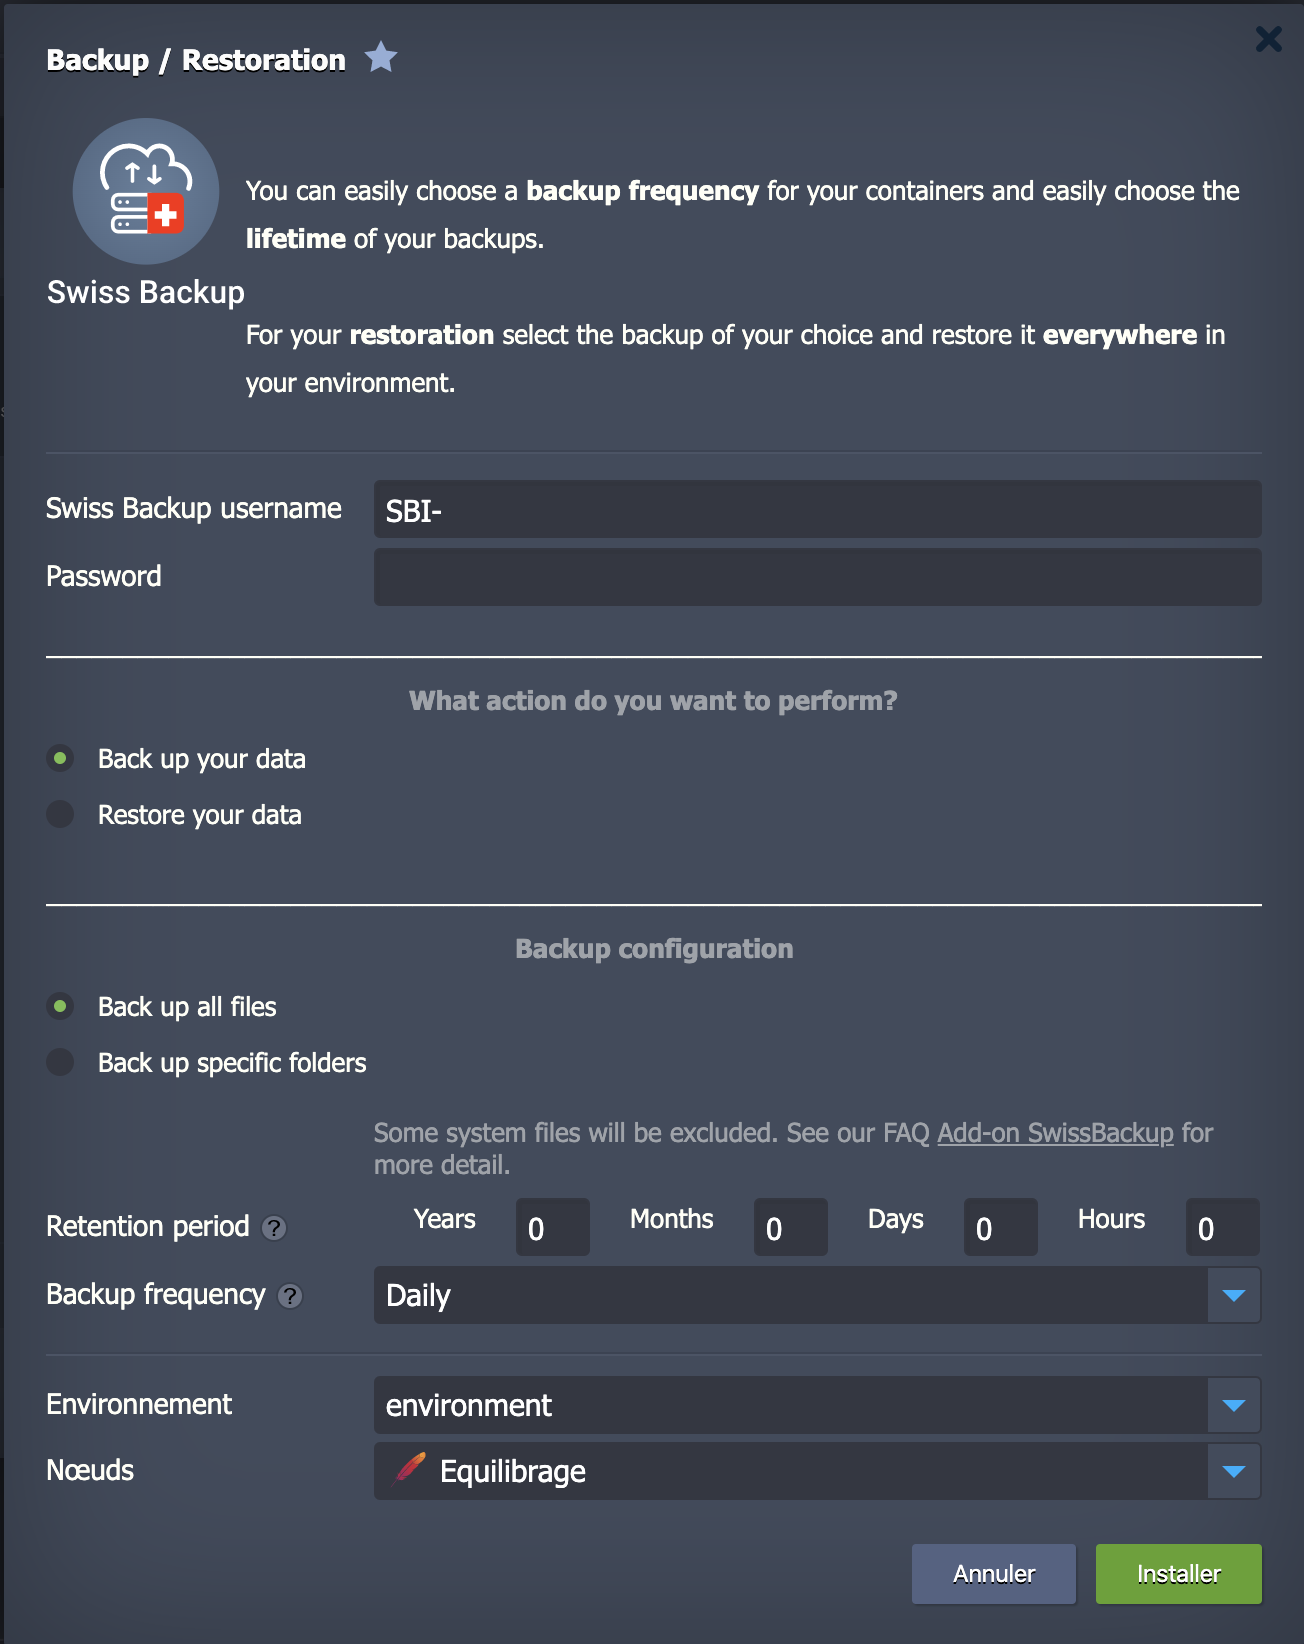 Backup / Restoration
You can easily choose a backup frequency for your containers and easily choose the
lifetime of your backups.
Swiss Backup
For your restoration select the backup of your choice and restore it everywhere in
your environment.
Swiss Backup username SBI-
Password
What action do you want to perform?
Back up your data
Restore your data
Backup configuration
Back up all files
Back up specific folders
Some system files will be excluded. See our FAQ Add-on SwissBackup for
more detail.
Retention period ? Years 0 Months 0 Days 0 Hours 0
Backup frequency ? Daily
Environnement environment
Nœuds Equilibrage
Annuler Installer